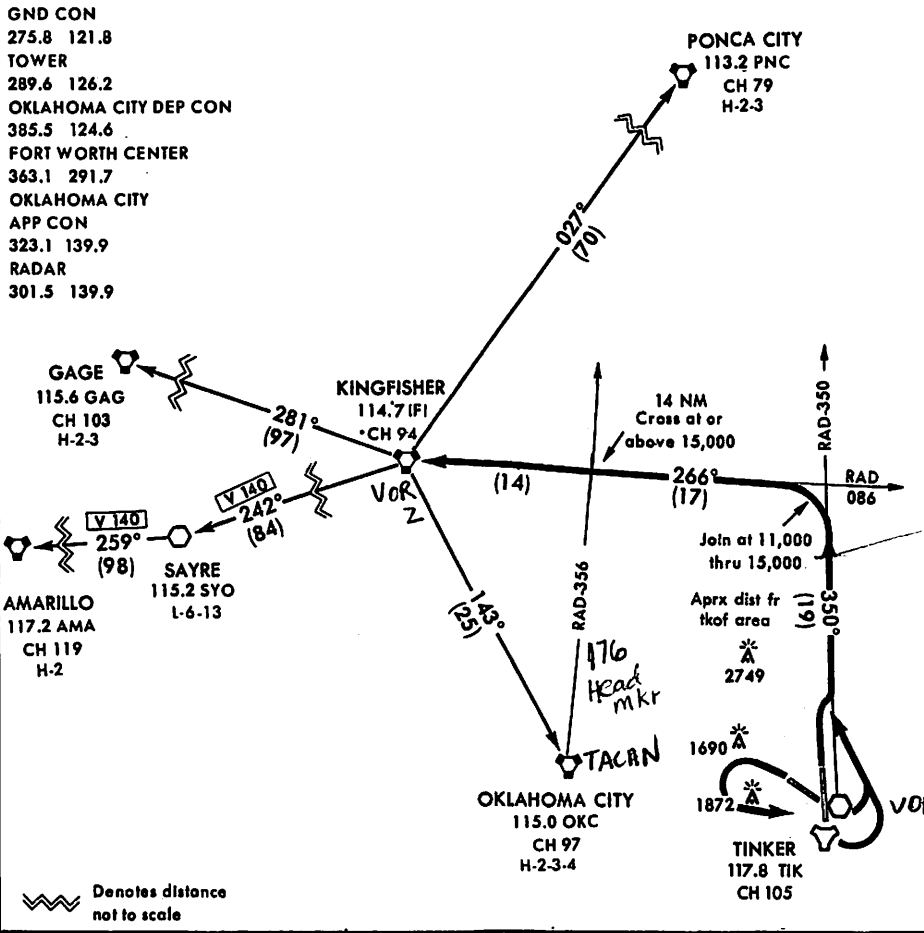 GND CON
275.8 121.8
TOWER
289.6 126.2
OKLAHOMA CITY DEP CON
385.5 124.6
FORT WORTH CENTER
363.1 291.7
OKLAHOMA CITY
APP CON
323.1 139.9
RADAR
301.5 139.9
PONCA CITY
113.2 PNC
CH 79
H-2-3
027°
(70)
GAGE
115.6 GAG
CH 103
H-2-3
281°
(97)
KINGFISHER
114.7 IFI
CH 94
VOR
Z
14 NM
Cross at or
above 15,000
(14)
266°
(17)
RAD-350
RAD
086
Join at 11,000
thru 15,000
V 140
242°
(84)
V 140
259°
(98)
SAYRE
115.2 SYO
L-6-13
AMARILLO
117.2 AMA
CH 119
H-2
143°
(25)
RAD-356
176
Head
mkr
Aprx dist fr
tkof area
350°
(19)
2749
1690
1872
TACAN
OKLAHOMA CITY
115.0 OKC
CH 97
H-2-3-4
TINKER
117.8 TIK
CH 105
Denotes distance
not to scale